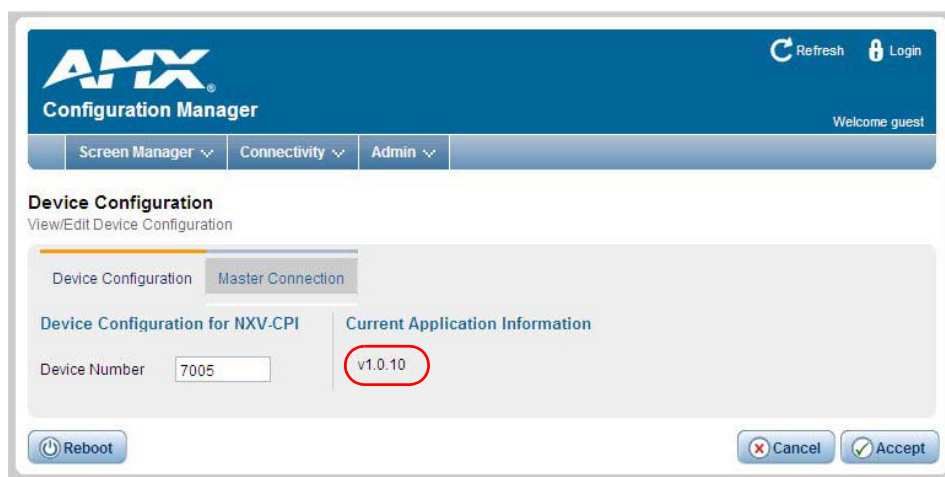 Refresh Login
AMX®
Configuration Manager
Welcome guest
Screen Manager Connectivity Admin
Device Configuration
View/Edit Device Configuration
Device Configuration Master Connection
Device Configuration for NXV-CPI Current Application Information
Device Number 7005 v1.0.10
Reboot Cancel Accept